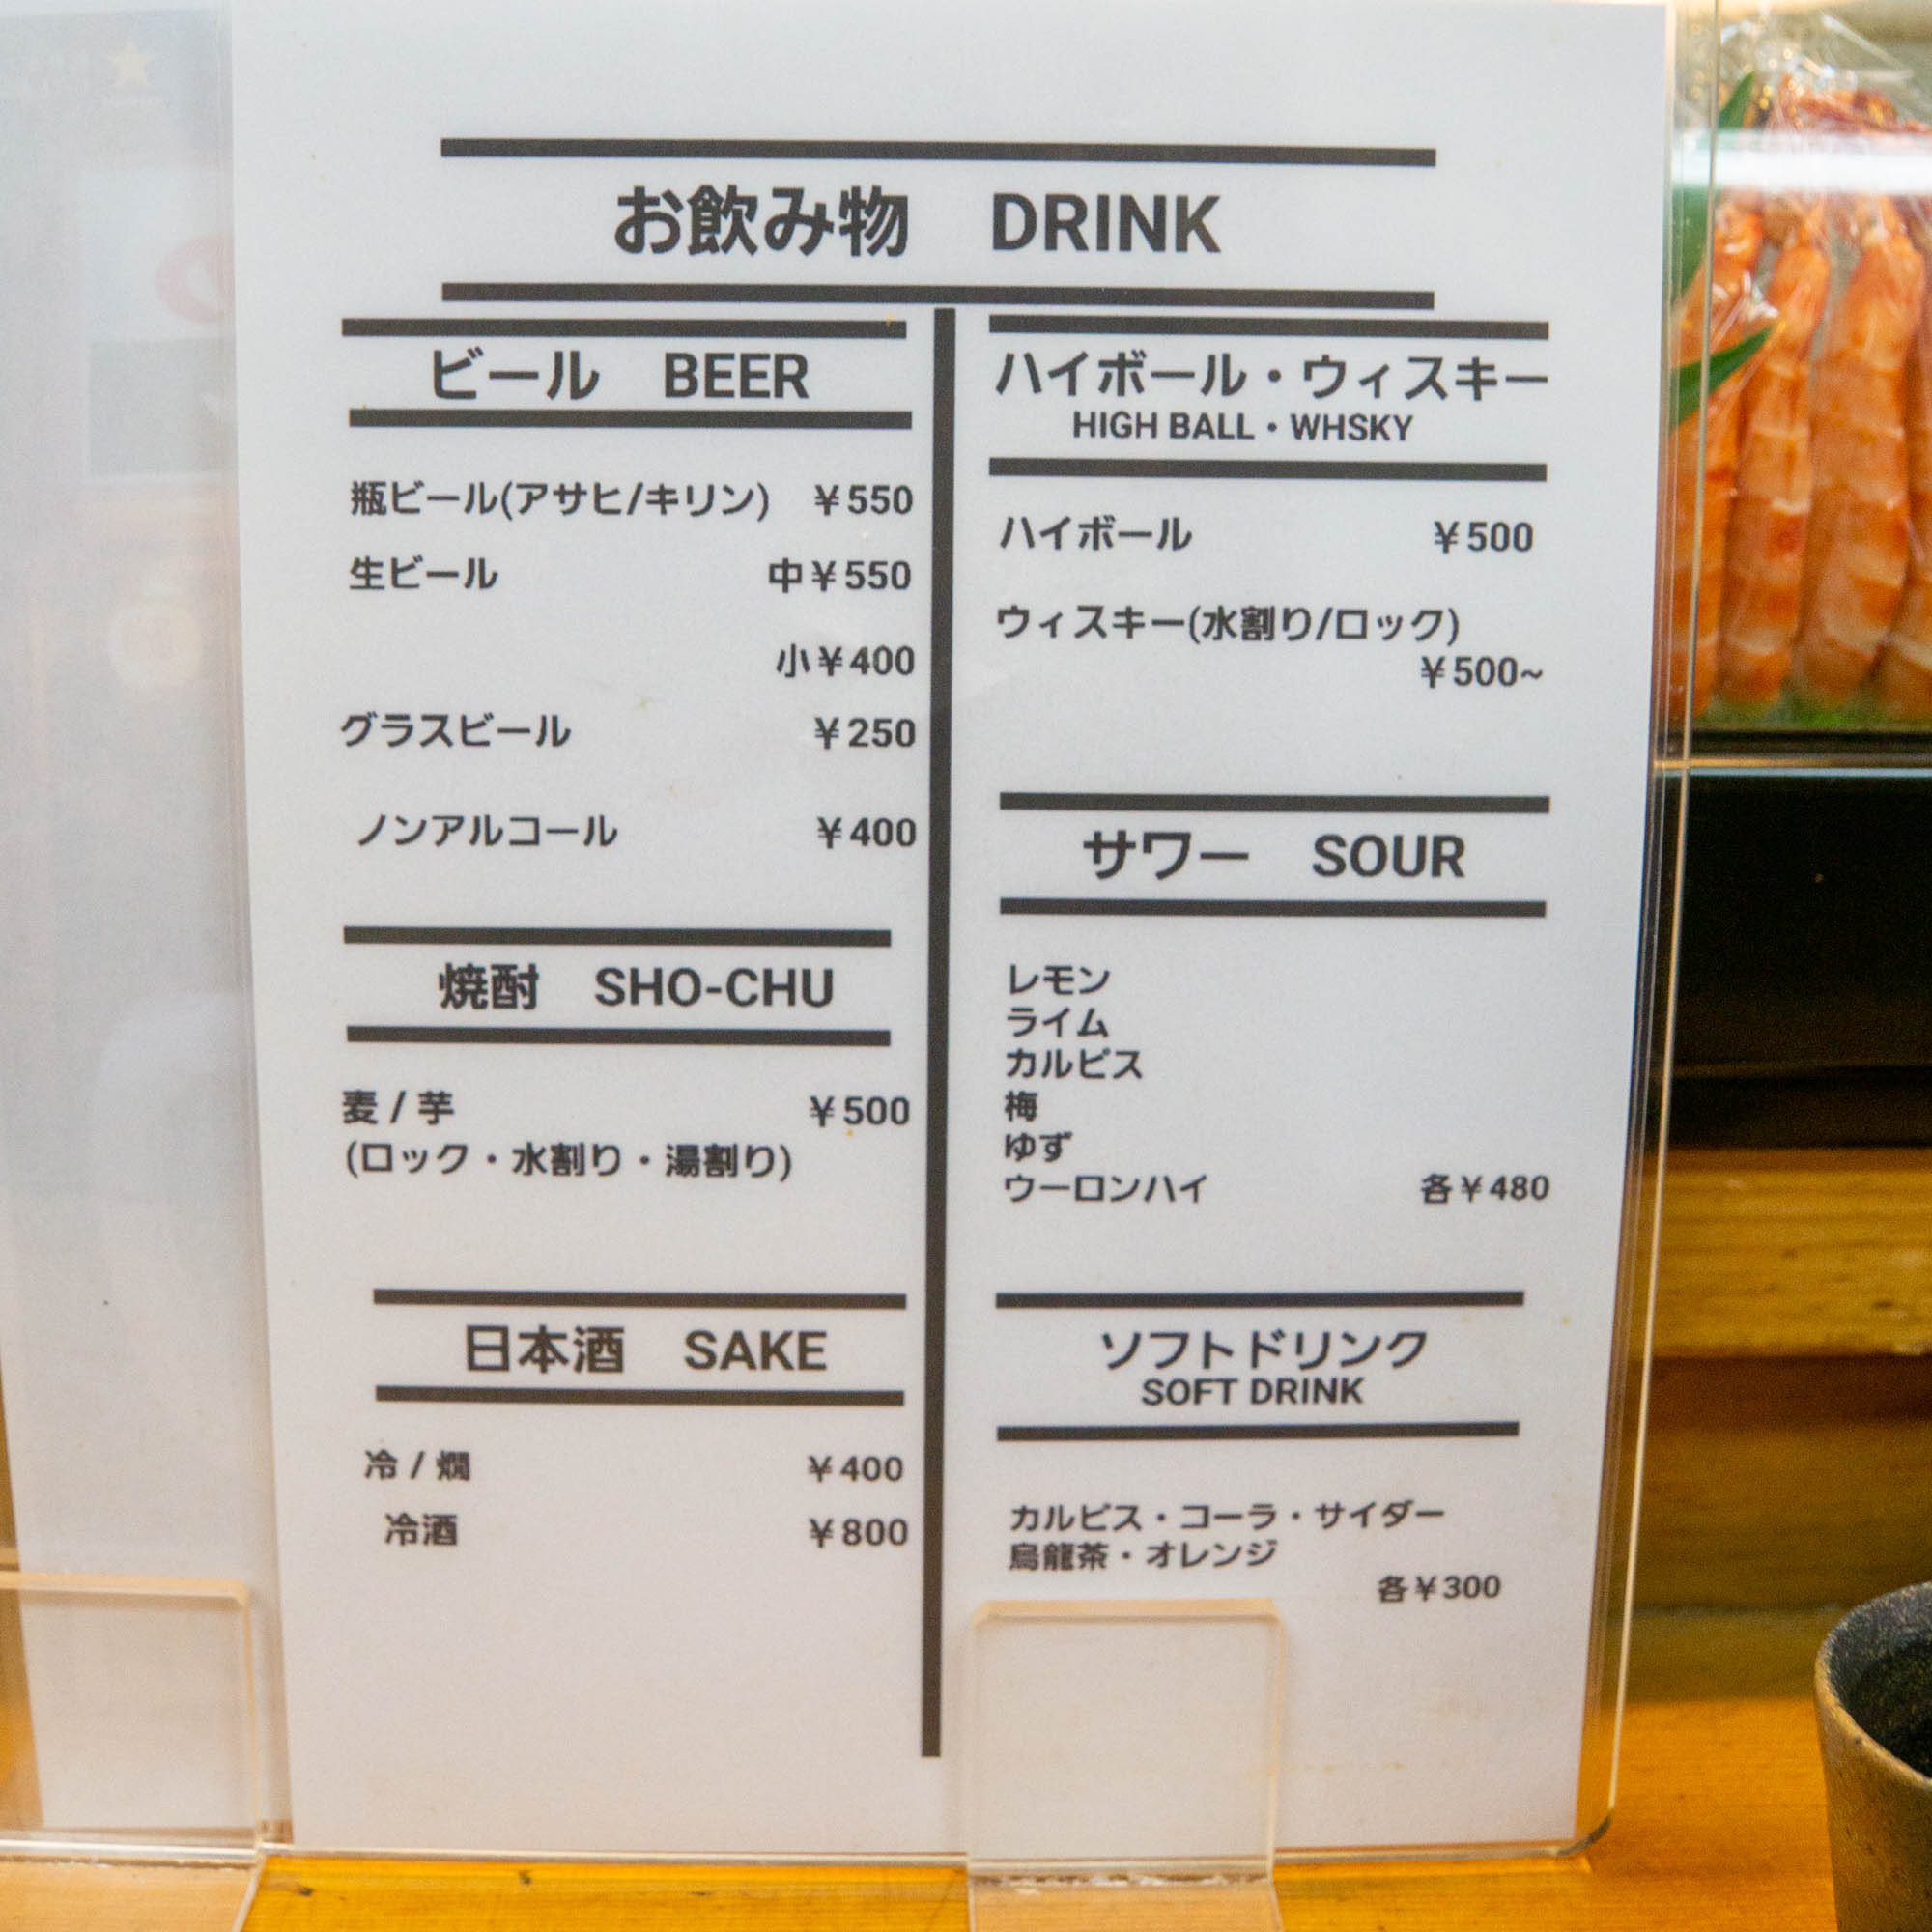 お飲み物 DRINK
ビール BEER
瓶ビール(アサヒ/キリン) ￥550
生ビール 中￥550
小￥400
グラスビール ￥250
ノンアルコール ￥400
焼酎 SHO-CHU
麦 / 芋 ￥500
(ロック・水割り・湯割り)
日本酒 SAKE
冷 / 燗 ￥400
冷酒 ￥800
ハイボール・ウィスキー
HIGH BALL・WHSKY
ハイボール ￥500
ウィスキー(水割り/ロック)
￥500~
サワー SOUR
レモン
ライム
カルピス
梅
ゆず
ウーロンハイ 各￥480
ソフトドリンク
SOFT DRINK
カルピス・コーラ・サイダー
烏龍茶・オレンジ
各￥300